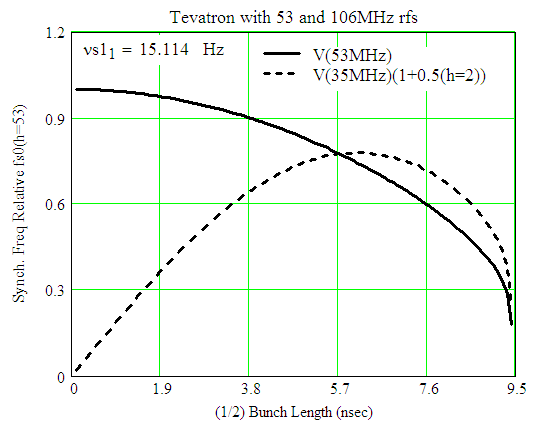 Tevatron with 53 and 106MHz rfs
νs1₁ = 15.114 Hz
V(53MHz)
V(35MHz)(1+0.5(h=2))
Synch. Freq Relative fs0(h=53)
1.2
0.9
0.6
0.3
0
0 1.9 3.8 5.7 7.6 9.5
(1/2) Bunch Length (nsec)